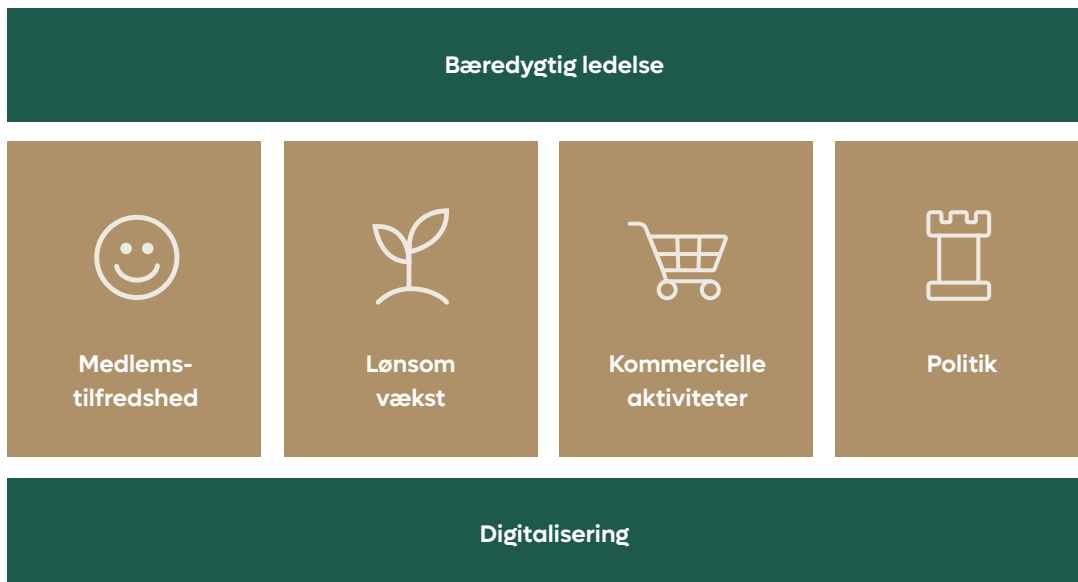 Bæredygtig ledelse
Medlems-
tilfredshed
Lønsom
vækst
Kommercielle
aktiviteter
Politik
Digitalisering